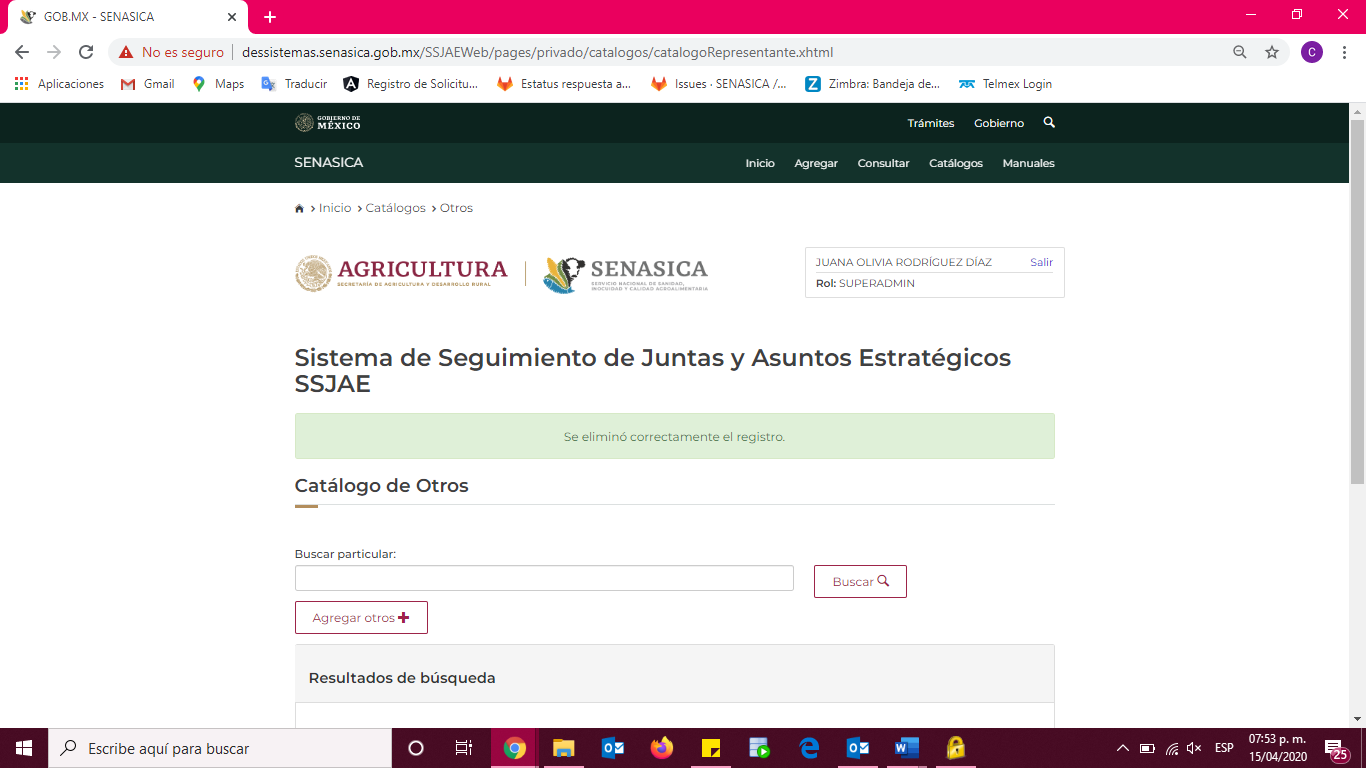 GOB.MX - SENASICA
No es seguro | dessistemas.senasica.gob.mx/SSJAEWeb/pages/privado/catalogos/catalogoRepresentante.xhtml
C
Aplicaciones Gmail Maps Traducir Registro de Solicitu... Estatus respuesta a... Issues · SENASICA /... Zimbra: Bandeja de... Telmex Login
GOBIERNO DE MÉXICO Trámites Gobierno
SENASICA Inicio Agregar Consultar Catálogos Manuales
Inicio Catálogos Otros
AGRICULTURA
SECRETARÍA DE AGRICULTURA Y DESARROLLO RURAL
SENASICA
SERVICIO NACIONAL DE SANIDAD,
INOCUIDAD Y CALIDAD AGROALIMENTARIA
JUANA OLIVIA RODRÍGUEZ DÍAZ Salir
Rol: SUPERADMIN
Sistema de Seguimiento de Juntas y Asuntos Estratégicos
SSJAE
Se eliminó correctamente el registro.
Catálogo de Otros
Buscar particular:
Buscar
Agregar otros
Resultados de búsqueda
Escribe aquí para buscar
ESP
07:53 p. m.
15/04/2020
25